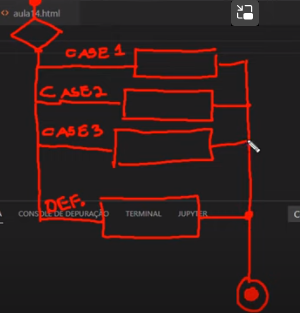 aula14.html
CASE 1
CASE2
CASE3
DEF.
CONSOLE DE DEPURAÇÃO TERMINAL JUPYTER